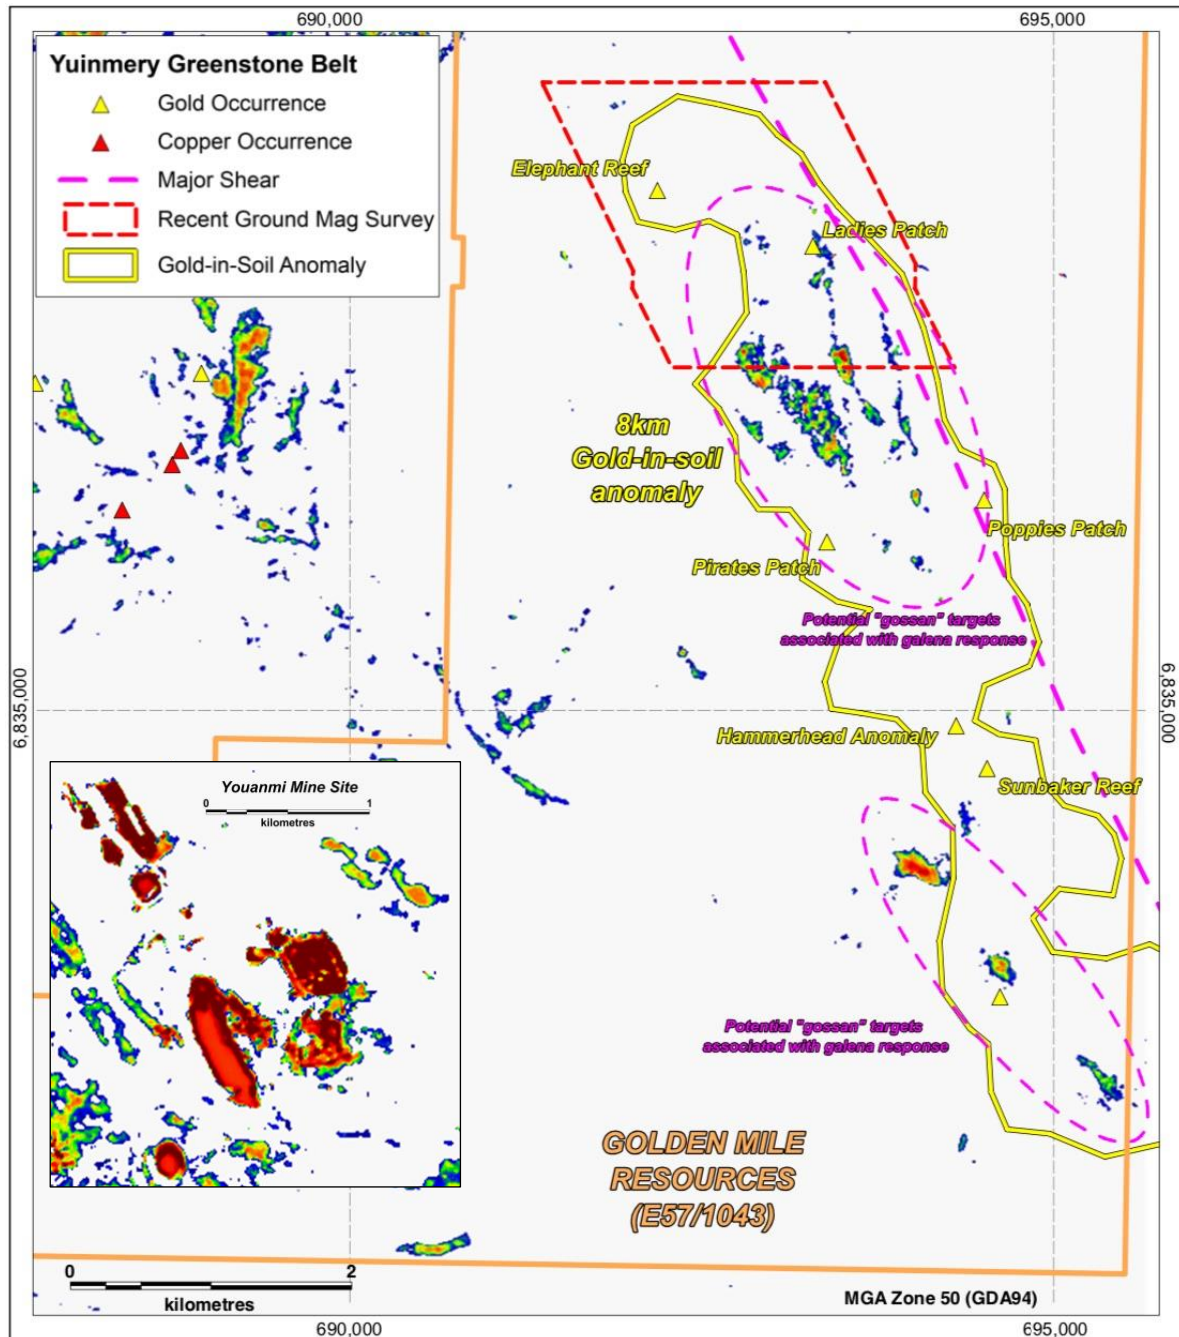 690,000
695,000
Yuinmery Greenstone Belt
Gold Occurrence
Copper Occurrence
Major Shear
Recent Ground Mag Survey
Gold-in-Soil Anomaly
Elephant Reef
Ladies Patch
8km
Gold-in-soil
anomaly
Poppies Patch
Pirates Patch
Potential "gossan" targets
associated with galena response
6,835,000
6,835,000
Hammerhead Anomaly
Sunbaker Reef
Youanmi Mine Site
0 1
kilometres
Potential "gossan" targets
associated with galena response
GOLDEN MILE
RESOURCES
(E57/1043)
0 2
kilometres
MGA Zone 50 (GDA94)
690,000
695,000